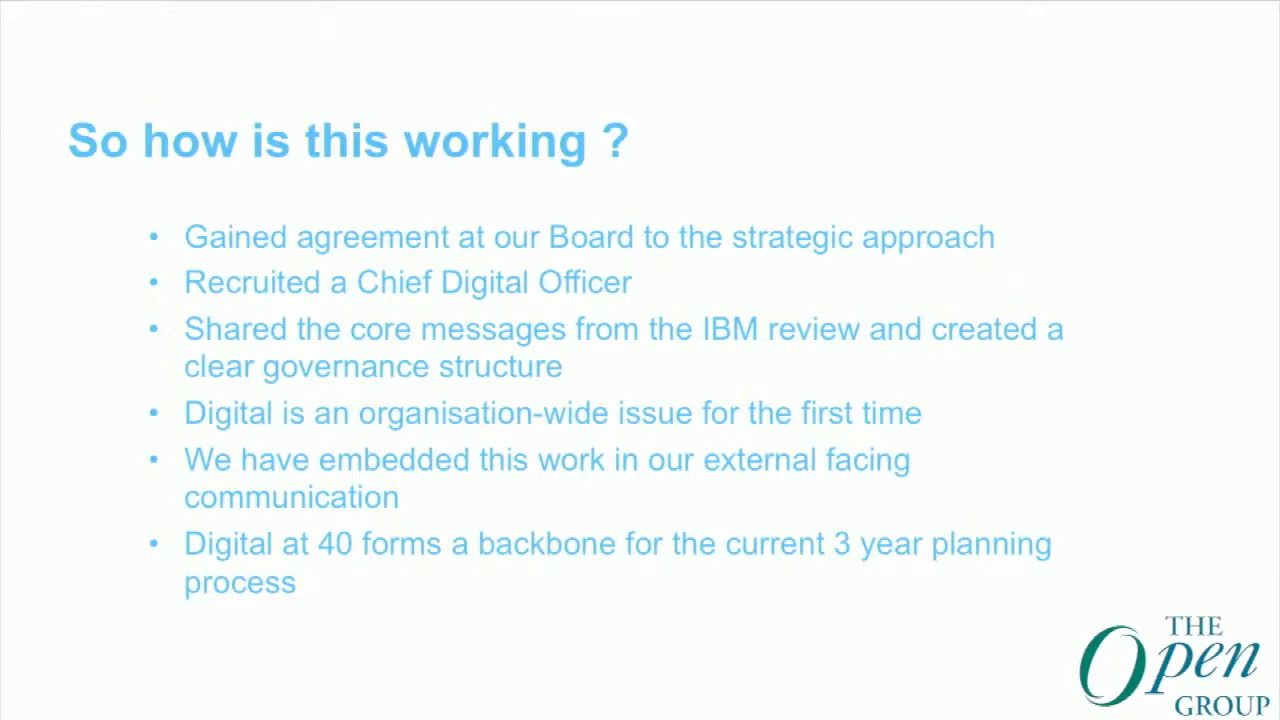 So how is this working ?
• Gained agreement at our Board to the strategic approach
• Recruited a Chief Digital Officer
• Shared the core messages from the IBM review and created a
clear governance structure
• Digital is an organisation-wide issue for the first time
• We have embedded this work in our external facing
communication
• Digital at 40 forms a backbone for the current 3 year planning
process
THE
Open
GROUP